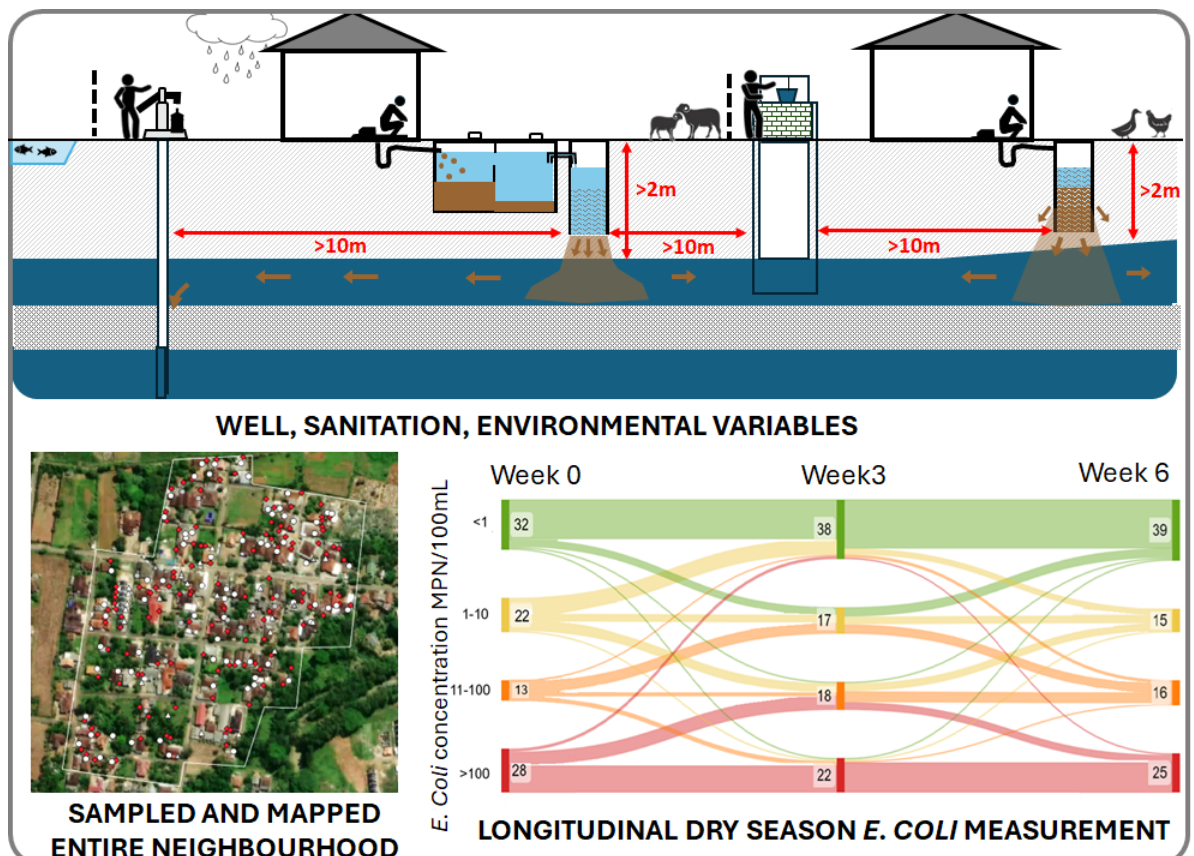 >2m
>2m
>10m
>10m
>10m
WELL, SANITATION, ENVIRONMENTAL VARIABLES
Week 0
Week3
Week 6
E. Coli concentration MPN/100mL
<1
32
38
39
1-10
22
17
15
11-100
13
18
16
>100
28
22
25
SAMPLED AND MAPPED
ENTIRE NEIGHBOURHOOD
LONGITUDINAL DRY SEASON E. COLI MEASUREMENT